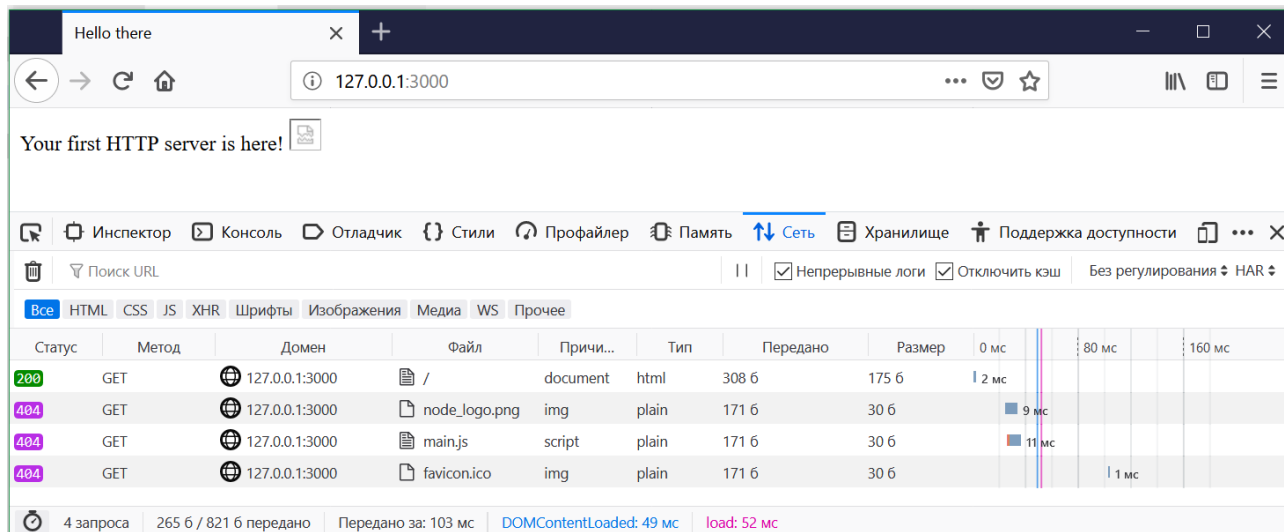 Hello there
127.0.0.1:3000
Your first HTTP server is here!
Инспектор Консоль Отладчик Стили Профайлер Память Сеть Хранилище Поддержка доступности
Поиск URL Непрерывные логи Отключить кэш Без регулирования HAR
Все HTML CSS JS XHR Шрифты Изображения Медиа WS Прочее
Статус Метод Домен Файл Причи... Тип Передано Размер 0 мс 80 мс 160 мс
200 GET 127.0.0.1:3000 / document html 308 б 175 б 2 мс
404 GET 127.0.0.1:3000 node_logo.png img plain 171 б 30 б 9 мс
404 GET 127.0.0.1:3000 main.js script plain 171 б 30 б 11 мс
404 GET 127.0.0.1:3000 favicon.ico img plain 171 б 30 б 1 мс
4 запроса 265 б / 821 б передано Передано за: 103 мс DOMContentLoaded: 49 мс load: 52 мс